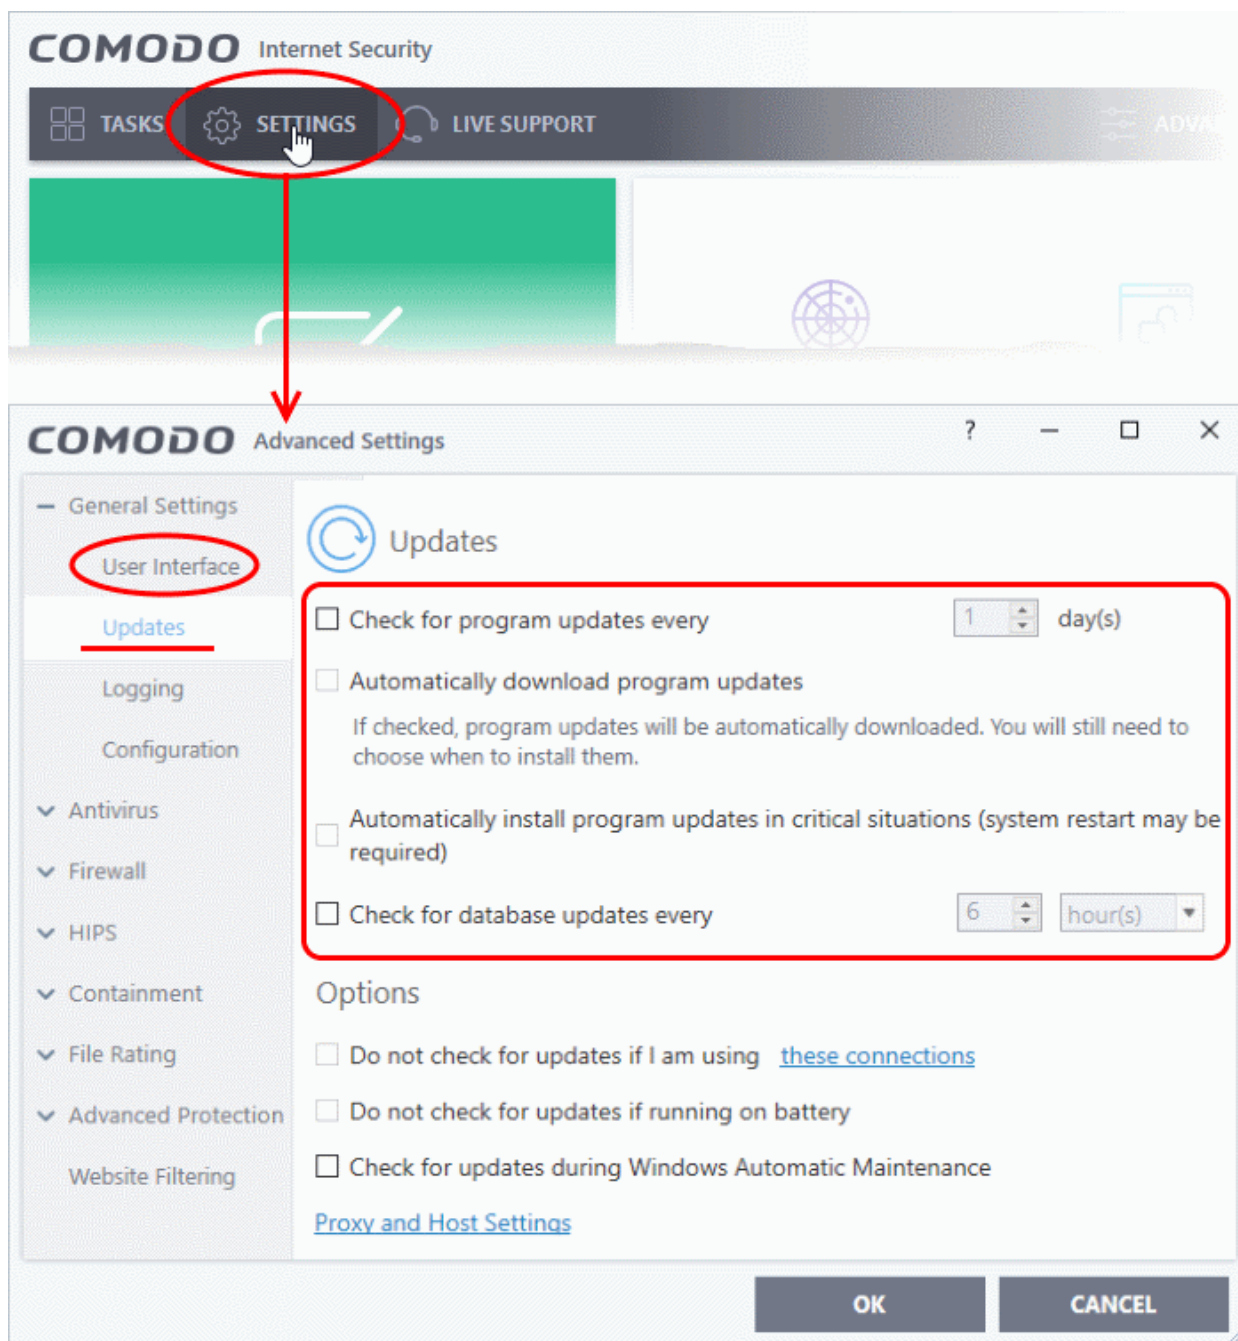 COMODO Internet Security
TASKS SETTINGS LIVE SUPPORT
COMODO Advanced Settings ?
General Settings
User Interface
Updates
Logging
Configuration
Antivirus
Firewall
HIPS
Containment
File Rating
Advanced Protection
Website Filtering
Updates
Check for program updates every 1 day(s)
Automatically download program updates
If checked, program updates will be automatically downloaded. You will still need to
choose when to install them.
Automatically install program updates in critical situations (system restart may be
required)
Check for database updates every 6 hour(s)
Options
Do not check for updates if I am using these connections
Do not check for updates if running on battery
Check for updates during Windows Automatic Maintenance
Proxy and Host Settings
OK CANCEL